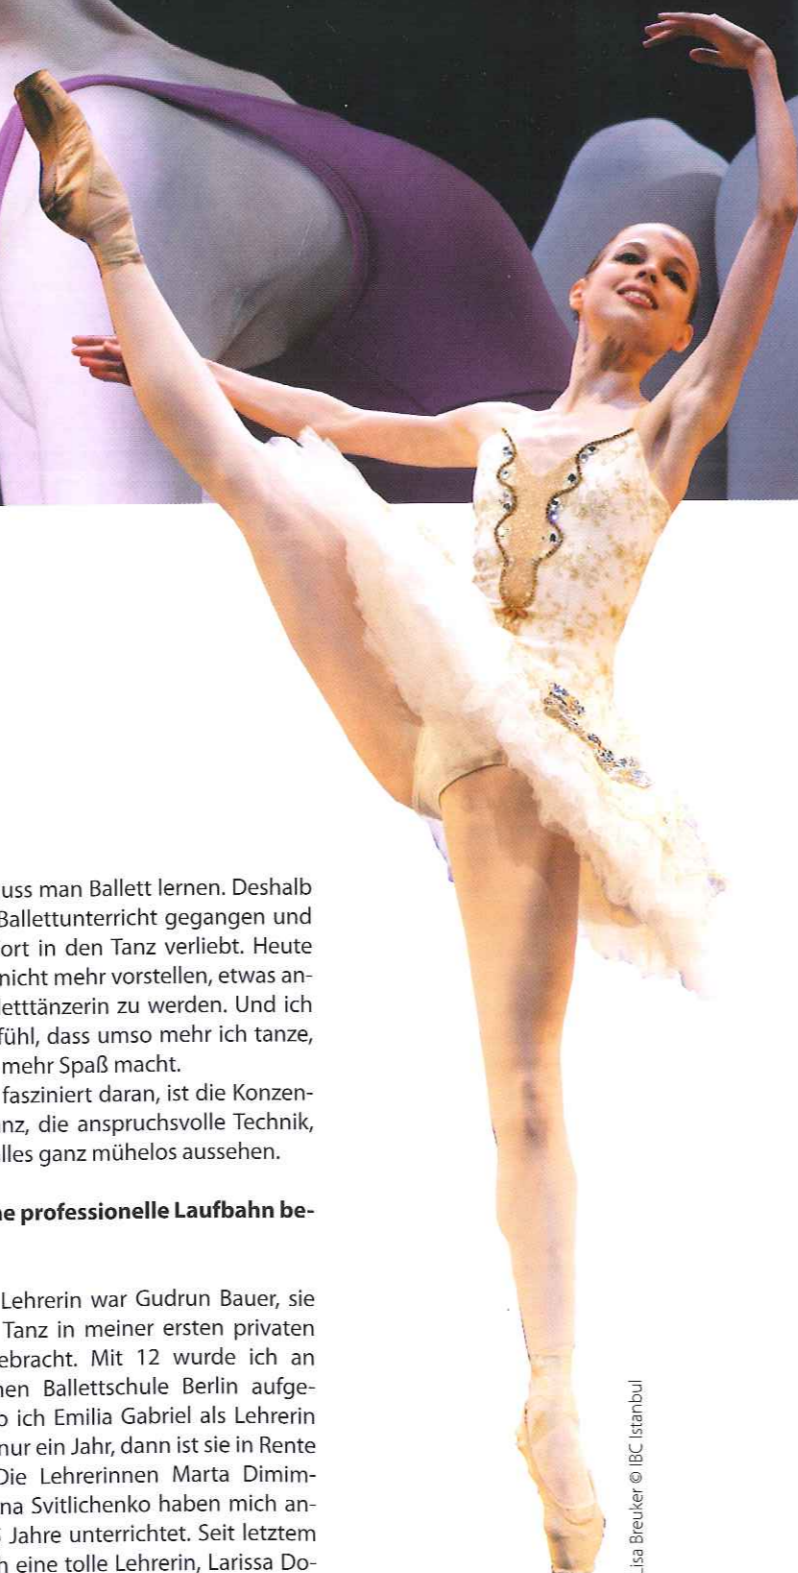 uss man Ballett lernen. Deshalb
Ballettunterricht gegangen und
ort in den Tanz verliebt. Heute
nicht mehr vorstellen, etwas an-
letttänzerin zu werden. Und ich
fühl, dass umso mehr ich tanze,
mehr Spaß macht.
fasziniert daran, ist die Konzen-
anz, die anspruchsvolle Technik,
alles ganz mühelos aussehen.
ne professionelle Laufbahn be-
Lehrerin war Gudrun Bauer, sie
Tanz in meiner ersten privaten
ebracht. Mit 12 wurde ich an
hen Ballettschule Berlin aufge-
o ich Emilia Gabriel als Lehrerin
nur ein Jahr, dann ist sie in Rente
Die Lehrerinnen Marta Dimim-
na Svitlichenko haben mich an-
Jahre unterrichtet. Seit letztem
h eine tolle Lehrerin, Larissa Do-
Lisa Breuker © IBC Istanbul